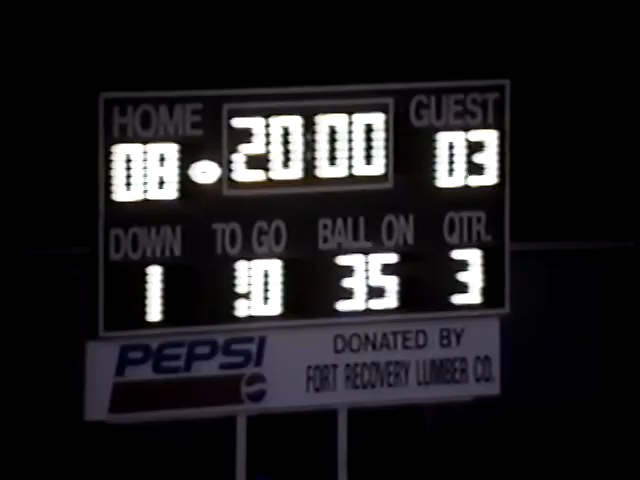 HOME 20:00 GUEST
08 03
DOWN TO GO BALL ON QTR.
1 10 35 3
PEPSI
DONATED BY
FORT RECOVERY LUMBER CO.